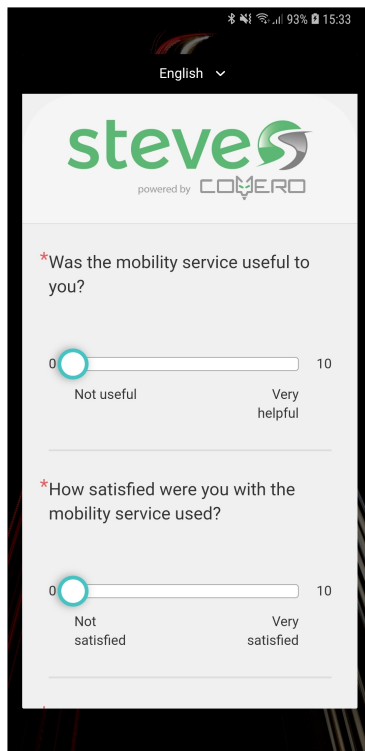 93% 15:33
English
steveS
powered by COMERO
*Was the mobility service useful to
you?
0 10
Not useful Very
helpful
*How satisfied were you with the
mobility service used?
0 10
Not Very
satisfied satisfied